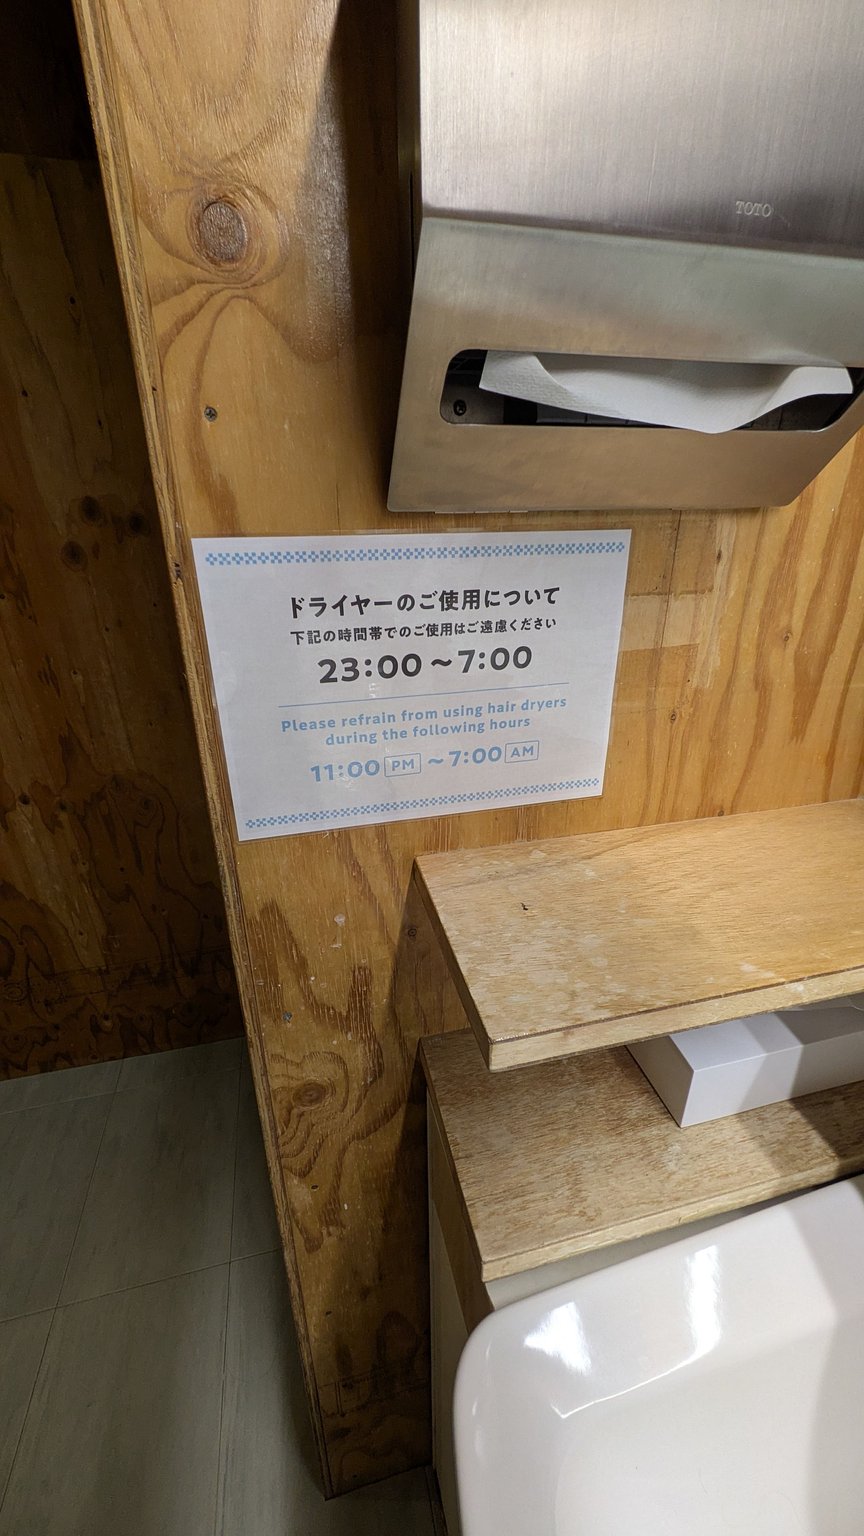 TOTO
ドライヤーのご使用について
下記の時間帯でのご使用はご遠慮ください
23:00～7:00
Please refrain from using hair dryers
during the following hours
11:00 PM ～7:00 AM